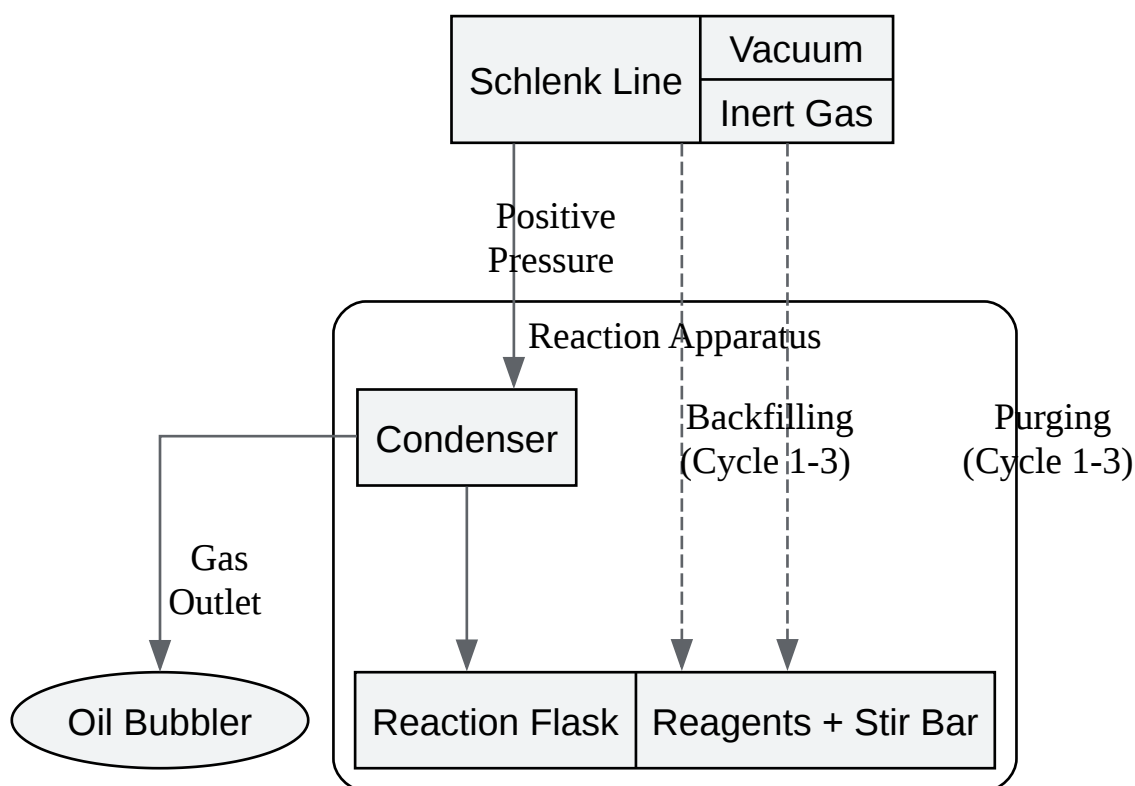 Schlenk Line
Vacuum
Inert Gas
Positive
Pressure
Reaction Apparatus
Condenser
Backfilling
(Cycle 1-3)
Purging
(Cycle 1-3)
Gas
Outlet
Oil Bubbler
Reaction Flask
Reagents + Stir Bar